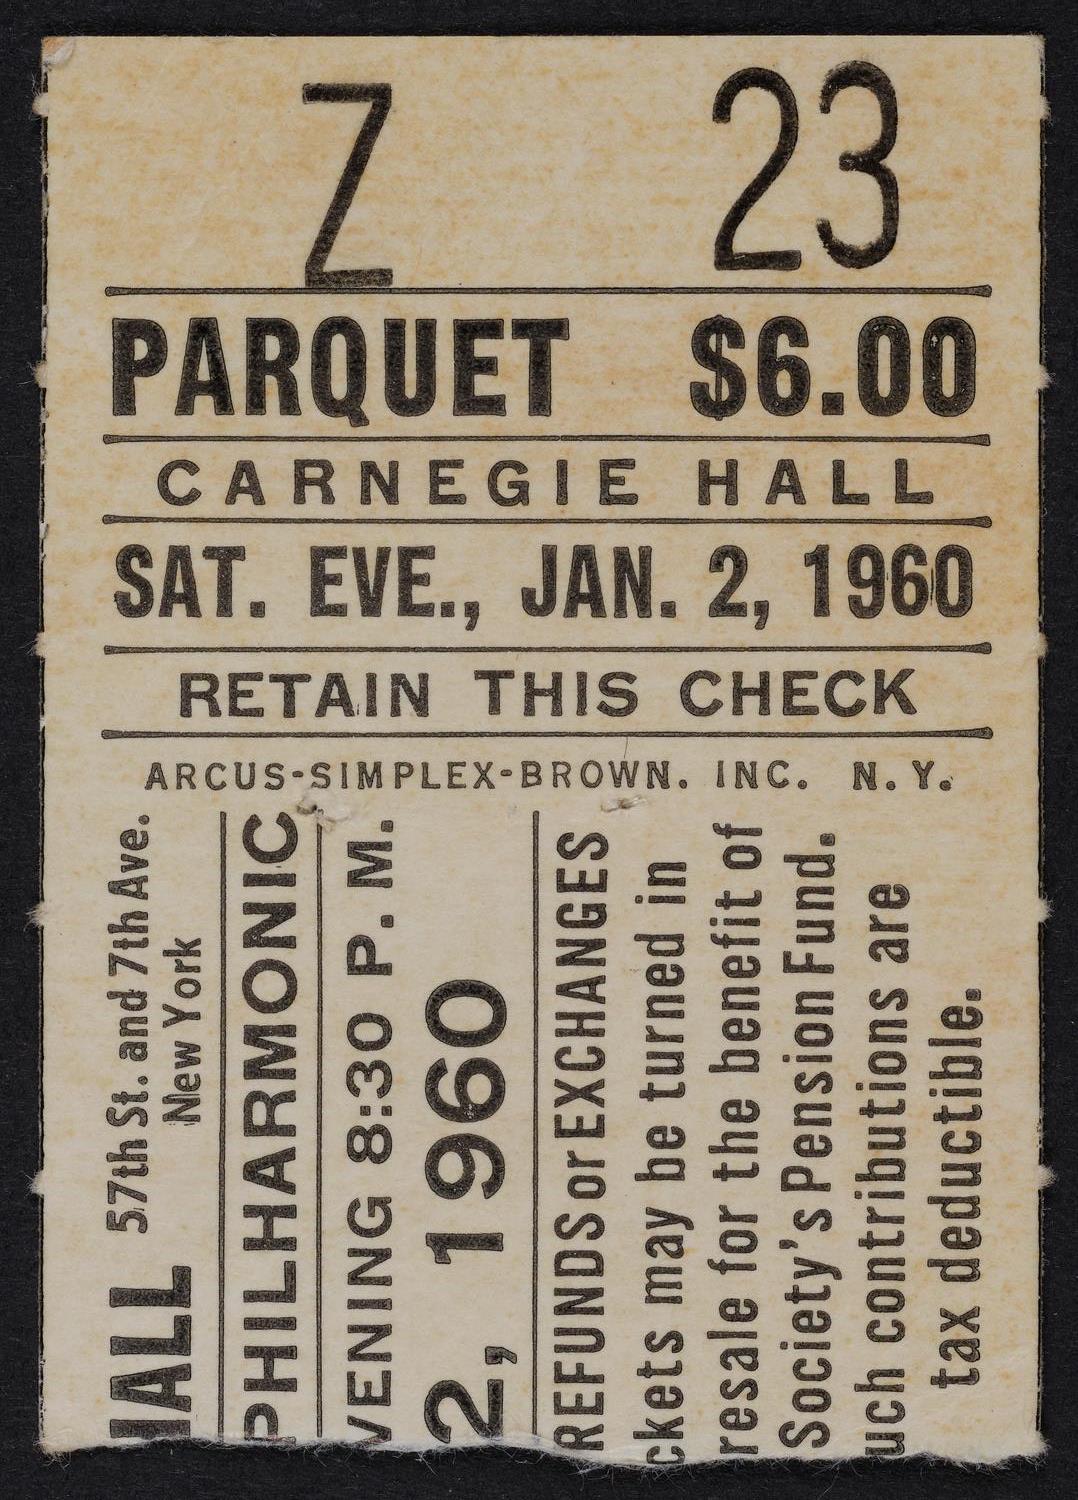 Z 23
PARQUET $6.00
CARNEGIE HALL
SAT. EVE., JAN. 2, 1960
RETAIN THIS CHECK
ARCUS-SIMPLEX-BROWN. INC. N.Y.
HALL 57th St. and 7th Ave.
New York
PHILHARMONIC
VENING 8:30 P. M.
2, 1960
REFUNDS or EXCHANGES
ckets may be turned in
resale for the benefit of
Society's Pension Fund.
uch contributions are
tax deductible.